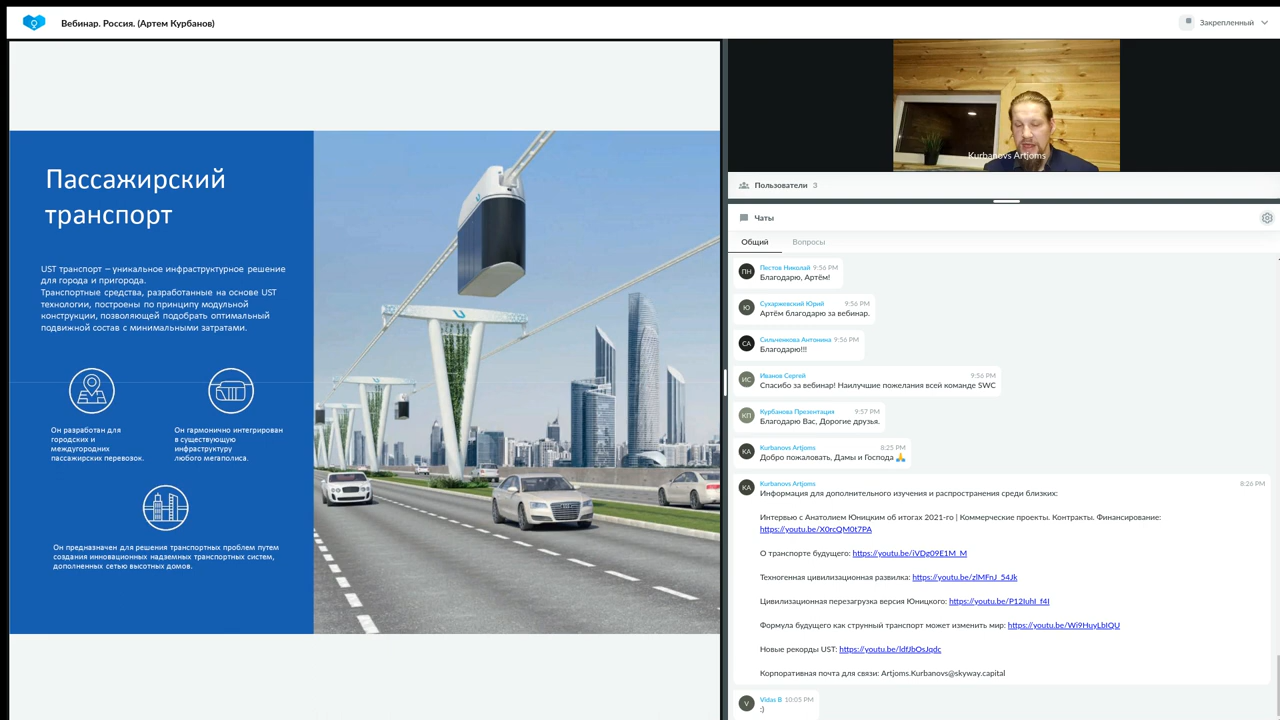 Вебинар. Россия. (Артем Курбанов)
Закрепленный
Пассажирский
транспорт
UST транспорт – уникальное инфраструктурное решение
для города и пригорода.
Транспортные средства, разработанные на основе UST
технологии, построены по принципу модульной
конструкции, позволяющей подобрать оптимальный
подвижной состав с минимальными затратами.
Он разработан для
городских и
междугородних
пассажирских перевозок.
Он гармонично интегрирован
в существующую
инфраструктуру
любого мегаполиса.
Он предназначен для решения транспортных проблем путем
создания инновационных надземных транспортных систем,
дополненных сетью высотных домов.
Kurbanovs Artjoms
Пользователи 3
Чаты
Общий Вопросы
ПН Пестов Николай 9:56 PM
Благодарю, Артём!
Ю Сухаржевский Юрий 9:56 PM
Артём благодарю за вебинар.
СА Сильченкова Антонина 9:56 PM
Благодарю!!!
ИС Иванов Сергей 9:56 PM
Спасибо за вебинар! Наилучшие пожелания всей команде SWC
КП Курбанова Презентация 9:57 PM
Благодарю Вас, Дорогие друзья.
KA Kurbanovs Artjoms 8:25 PM
Добро пожаловать, Дамы и Господа 🙏
KA Kurbanovs Artjoms 8:26 PM
Информация для дополнительного изучения и распространения среди близких:
Интервью с Анатолием Юницким об итогах 2021-го | Коммерческие проекты. Контракты. Финансирование:
https://youtu.be/X0rcQM0t7PA
О транспорте будущего: https://youtu.be/iVDg09E1M_M
Техногенная цивилизационная развилка: https://youtu.be/zlMFnJ_54Jk
Цивилизационная перезагрузка версия Юницкого: https://youtu.be/P12Iuhl_f4I
Формула будущего как струнный транспорт может изменить мир: https://youtu.be/Wi9HuyLbIQU
Новые рекорды UST: https://youtu.be/ldfJbOsJqdc
Корпоративная почта для связи: Artjoms.Kurbanovs@skyway.capital
V Vidas B 10:05 PM
:)